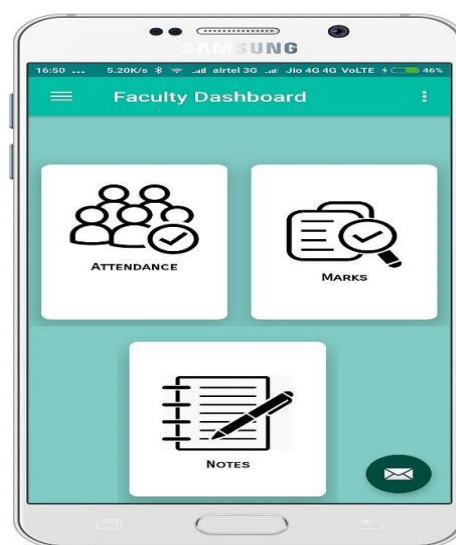 SAMSUNG
16:50 ... 5.20K/s airtel 3G Jio 4G 4G VoLTE 46%
Faculty Dashboard
ATTENDANCE
MARKS
NOTES